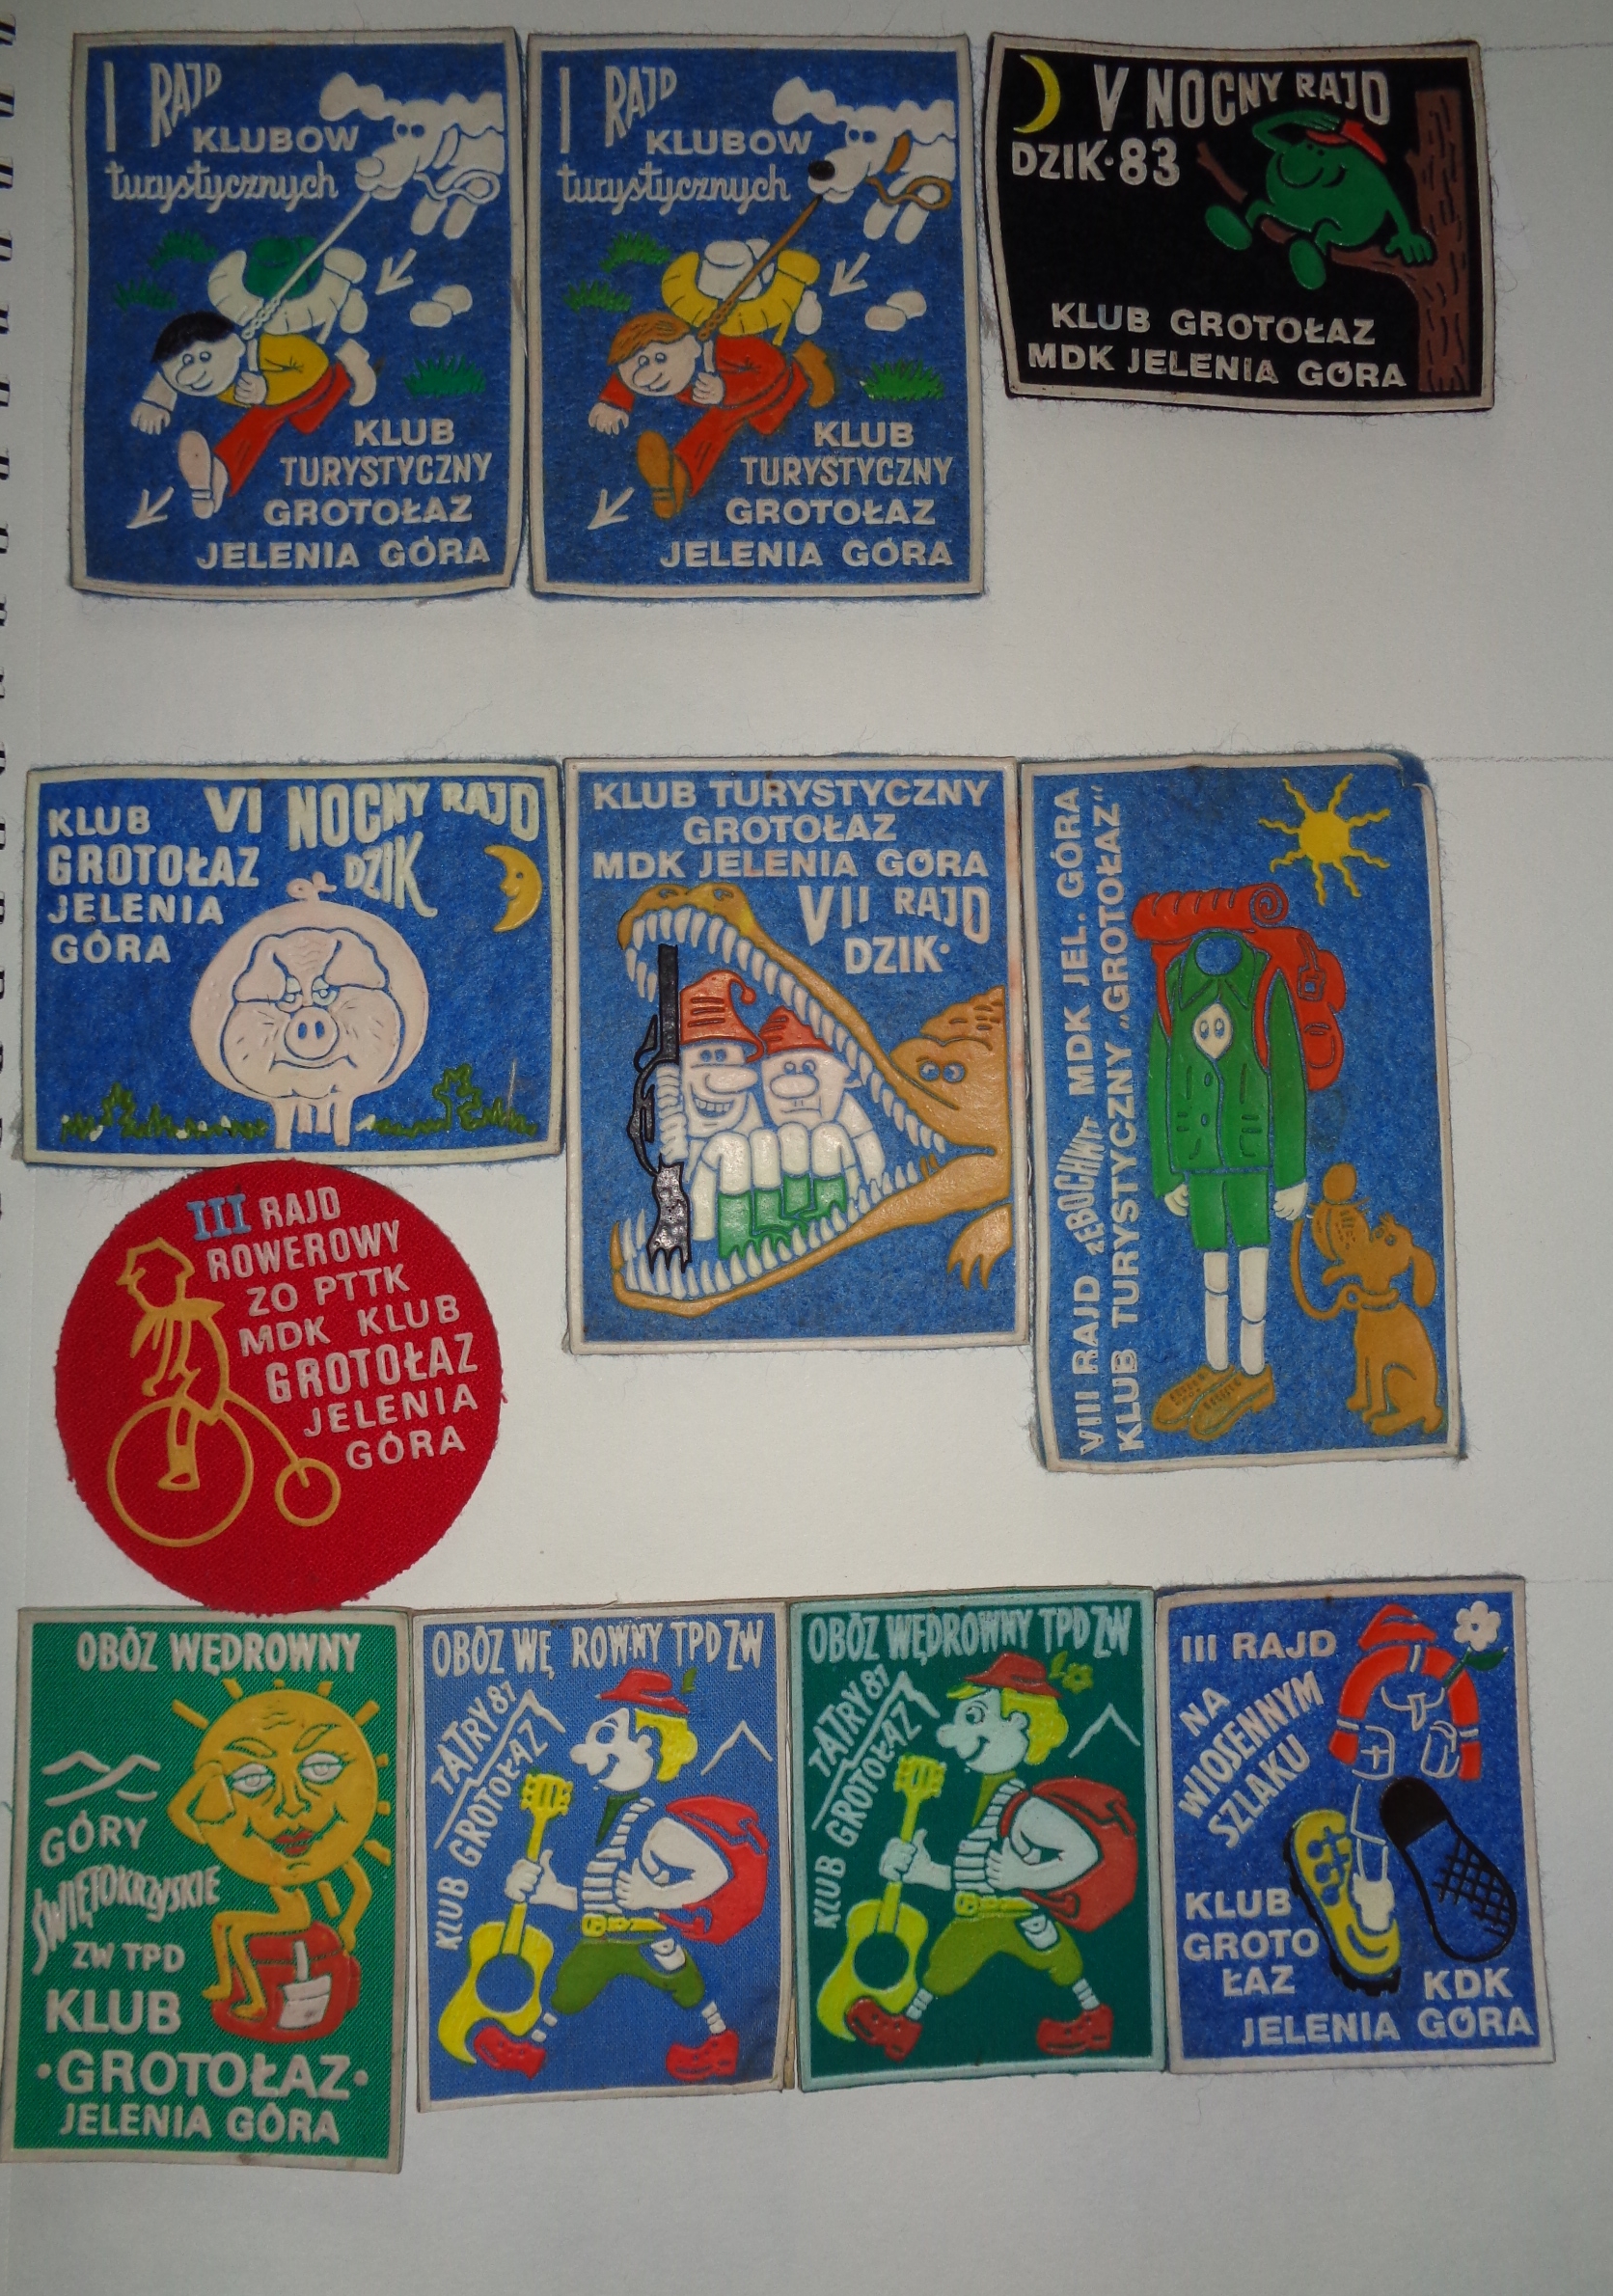 I RAJD
KLUBÓW
turystycznych
KLUB
TURYSTYCZNY
GROTOŁAZ
JELENIA GÓRA
I RAJD
KLUBÓW
turystycznych
KLUB
TURYSTYCZNY
GROTOŁAZ
JELENIA GÓRA
V NOCNY RAJD
DZIK·83
KLUB GROTOŁAZ
MDK JELENIA GÓRA
VI NOCNY RAJD
DZIK
KLUB
GROTOŁAZ
JELENIA
GÓRA
KLUB TURYSTYCZNY
GROTOŁAZ
MDK JELENIA GÓRA
VII RAJD
DZIK·
VIII RAJD zEBOCHWIT MDK JEL. GÓRA
KLUB TURYSTYCZNY „GROTOŁAZ”
III RAJD
ROWEROWY
ZO PTTK
MDK KLUB
GROTOŁAZ
JELENIA
GÓRA
OBÓZ WĘDROWNY
GÓRY
ŚWIĘTOKRZYSKIE
ZW TPD
KLUB
·GROTOŁAZ·
JELENIA GÓRA
OBÓZ WĘ ROWNY TPD ZW
TATRY 87
KLUB GROTOŁAZ
OBÓZ WĘDROWNY TPD ZW
TATRY 87
KLUB GROTOŁAZ
III RAJD
NA
WIOSENNYM
SZLAKU
KLUB
GROTO
ŁAZ
KDK
JELENIA GÓRA